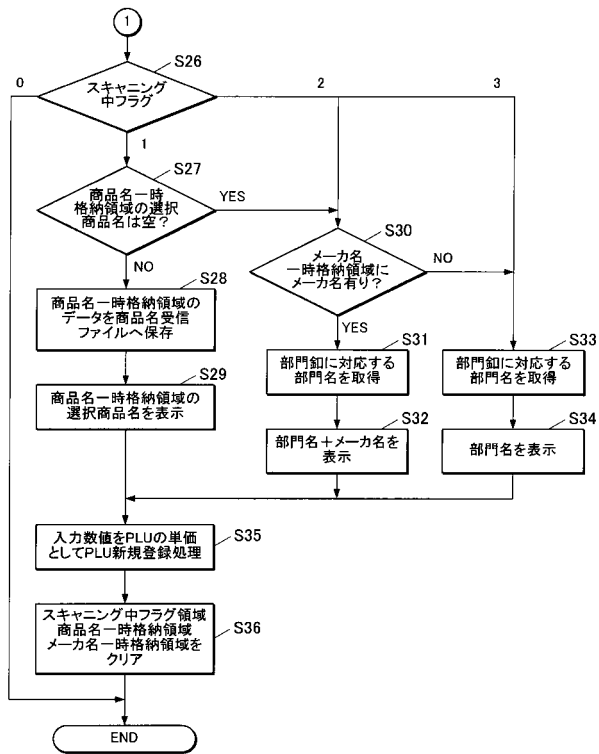 1
S26
0
スキャニング
中フラグ
2
3
1
S27
商品名一時
格納領域の選択
商品名は空?
YES
NO
S30
メーカ名
一時格納領域に
メーカ名有り?
NO
YES
S28
商品名一時格納領域の
データを商品名受信
ファイルへ保存
S31
部門釦に対応する
部門名を取得
S33
部門釦に対応する
部門名を取得
S29
商品名一時格納領域の
選択商品名を表示
S32
部門名+メーカ名を
表示
S34
部門名を表示
入力数値をPLUの単価
としてPLU新規登録処理
S35
スキャニング中フラグ領域
商品名一時格納領域
メーカ名一時格納領域を
クリア
S36
END